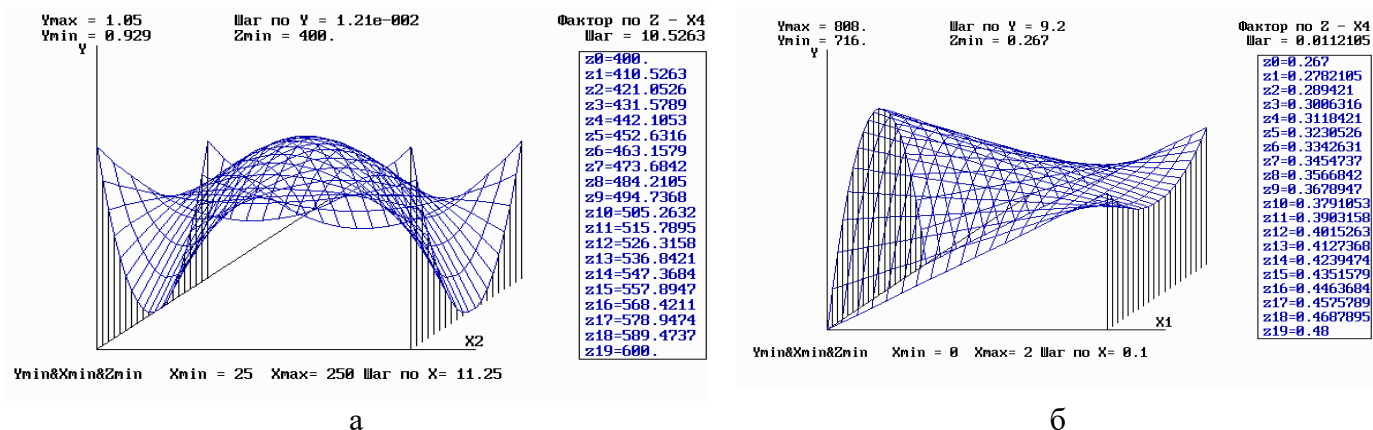 Ymax = 1.05 Шаг по Y = 1.21e-002 Фактор по Z - X4
Ymin = 0.929 Zmin = 400. Шаг = 10.5263
Y
z0=400.
z1=410.5263
z2=421.0526
z3=431.5789
z4=442.1053
z5=452.6316
z6=463.1579
z7=473.6842
z8=484.2105
z9=494.7368
z10=505.2632
z11=515.7895
z12=526.3158
z13=536.8421
z14=547.3684
z15=557.8947
z16=568.4211
z17=578.9474
z18=589.4737
z19=600.
X2
Ymin&Xmin&Zmin Xmin = 25 Xmax= 250 Шаг по X= 11.25
а
Ymax = 808. Шаг по Y = 9.2 Фактор по Z - X4
Ymin = 716. Zmin = 0.267 Шаг = 0.0112105
Y
z0=0.267
z1=0.2782105
z2=0.289421
z3=0.3006316
z4=0.3118421
z5=0.3230526
z6=0.3342631
z7=0.3454737
z8=0.3566842
z9=0.3678947
z10=0.3791053
z11=0.3903158
z12=0.4015263
z13=0.4127368
z14=0.4239474
z15=0.4351579
z16=0.4463684
z17=0.4575789
z18=0.4687895
z19=0.48
X1
Ymin&Xmin&Zmin Xmin = 0 Xmax= 2 Шаг по X= 0.1
б